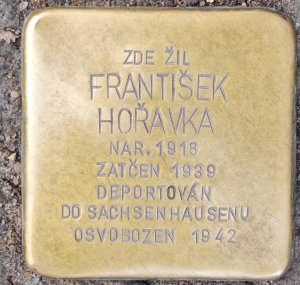 ZDE ŽIL
FRANTIŠEK
HOŘAVKA
NAR. 1918
ZATČEN 1939
DEPORTOVÁN
DO SACHSENHAUSENU
OSVOBOZEN 1942